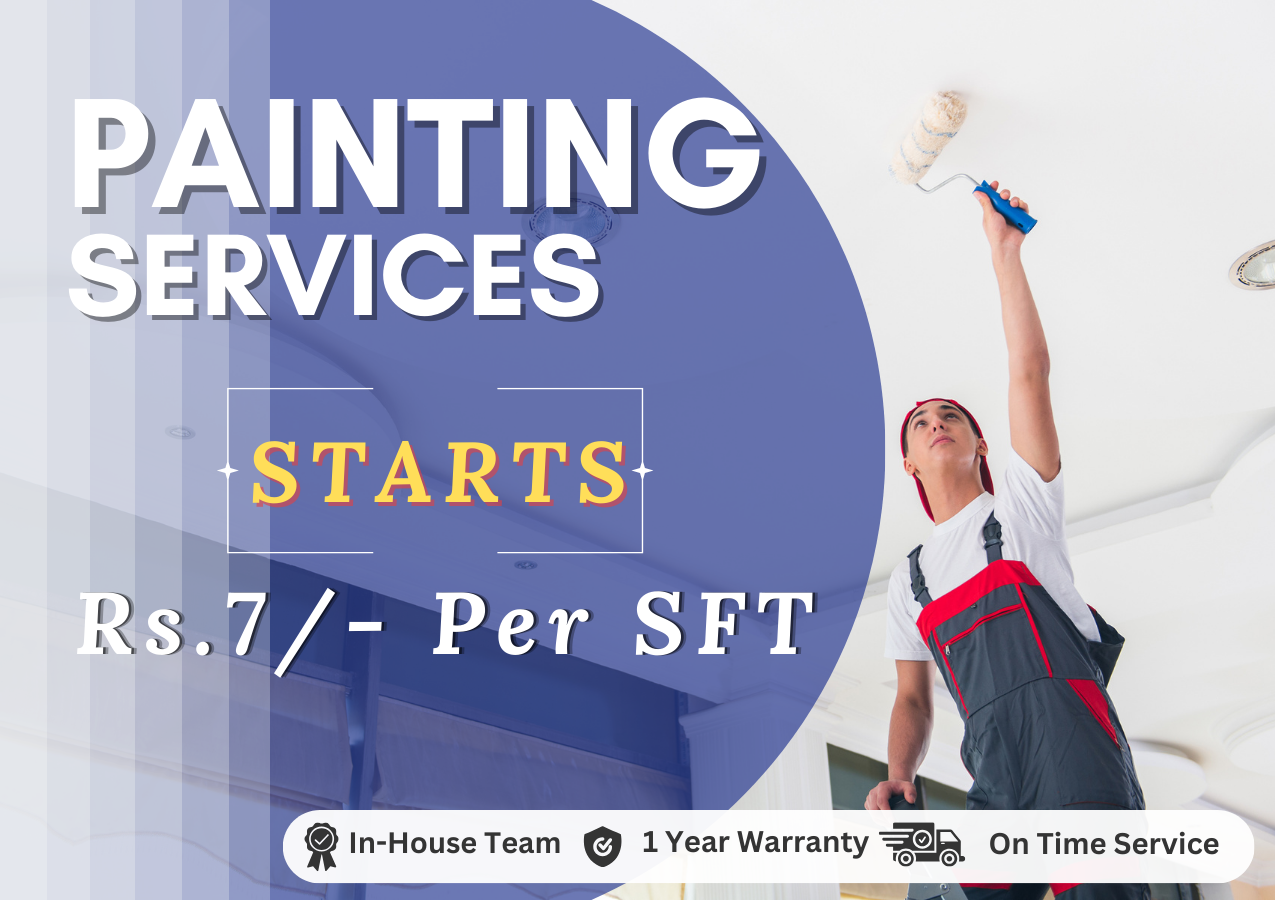 PAINTING
SERVICES
STARTS
Rs.7/- Per SFT
In-House Team
1 Year Warranty
On Time Service